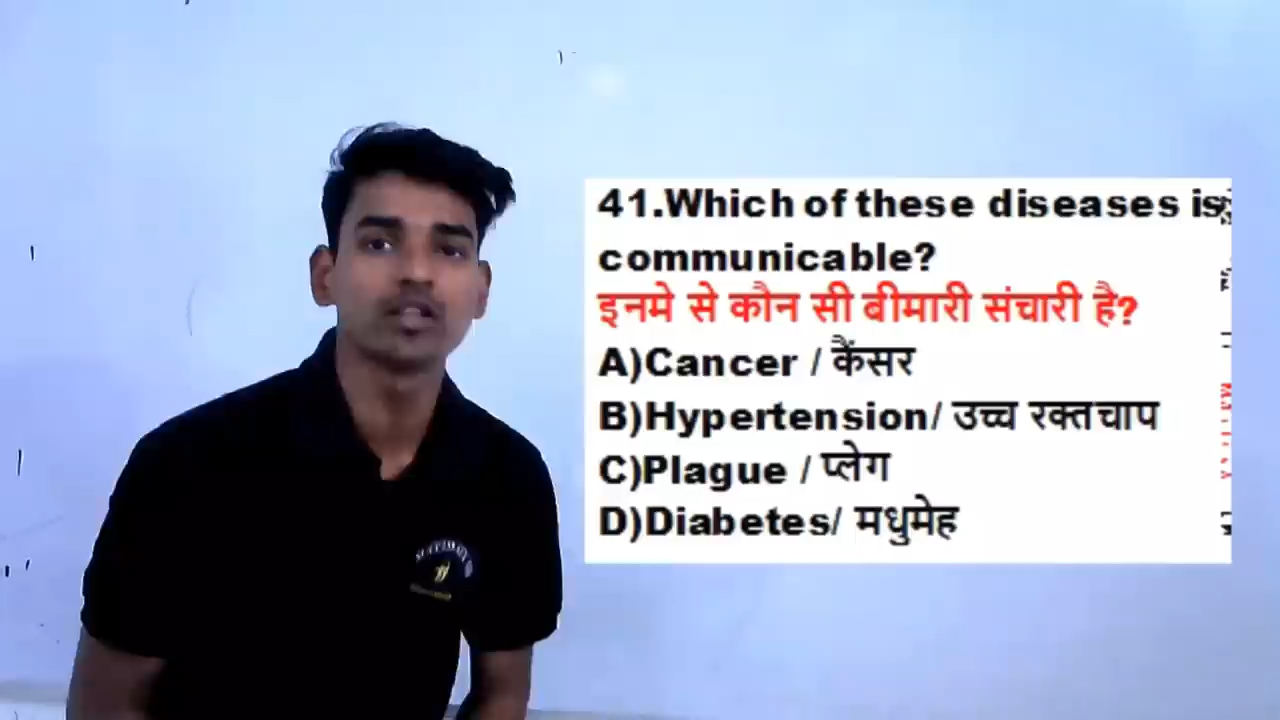 41.Which of these diseases is
communicable?
इनमे से कौन सी बीमारी संचारी है?
A)Cancer / कैंसर
B)Hypertension/ उच्च रक्तचाप
C)Plague / प्लेग
D)Diabetes/ मधुमेह